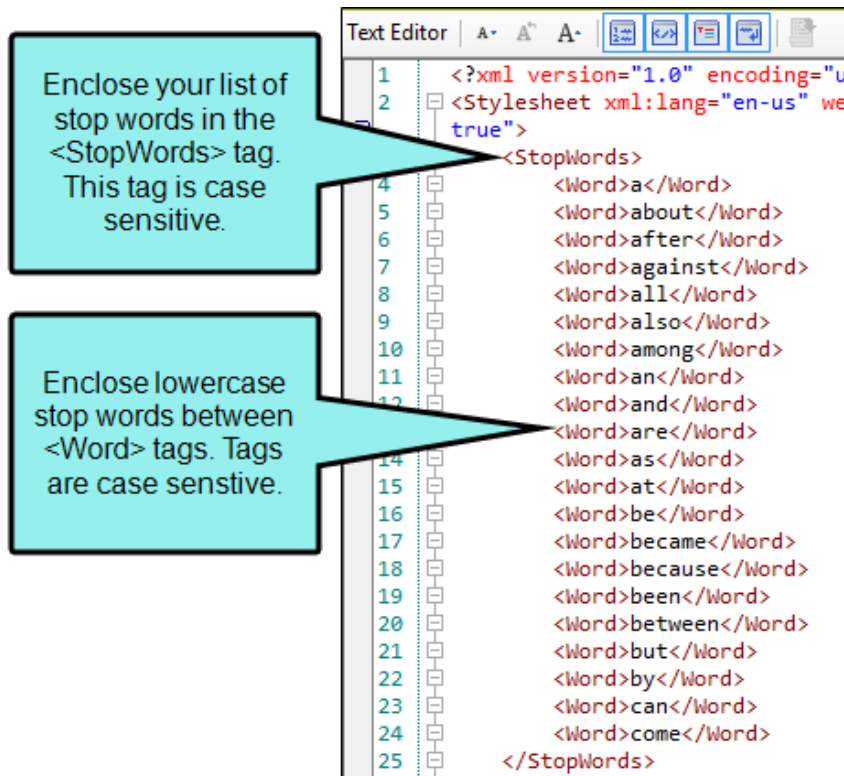 Text Editor
Enclose your list of
stop words in the
<StopWords> tag.
This tag is case
sensitive.
Enclose lowercase
stop words between
<Word> tags. Tags
are case senstive.
1 <?xml version="1.0" encoding="u
2 <Stylesheet xml:lang="en-us" we
true">
<StopWords>
4 <Word>a</Word>
5 <Word>about</Word>
6 <Word>after</Word>
7 <Word>against</Word>
8 <Word>all</Word>
9 <Word>also</Word>
10 <Word>among</Word>
11 <Word>an</Word>
12 <Word>and</Word>
<Word>are</Word>
14 <Word>as</Word>
15 <Word>at</Word>
16 <Word>be</Word>
17 <Word>became</Word>
18 <Word>because</Word>
19 <Word>been</Word>
20 <Word>between</Word>
21 <Word>but</Word>
22 <Word>by</Word>
23 <Word>can</Word>
24 <Word>come</Word>
25 </StopWords>